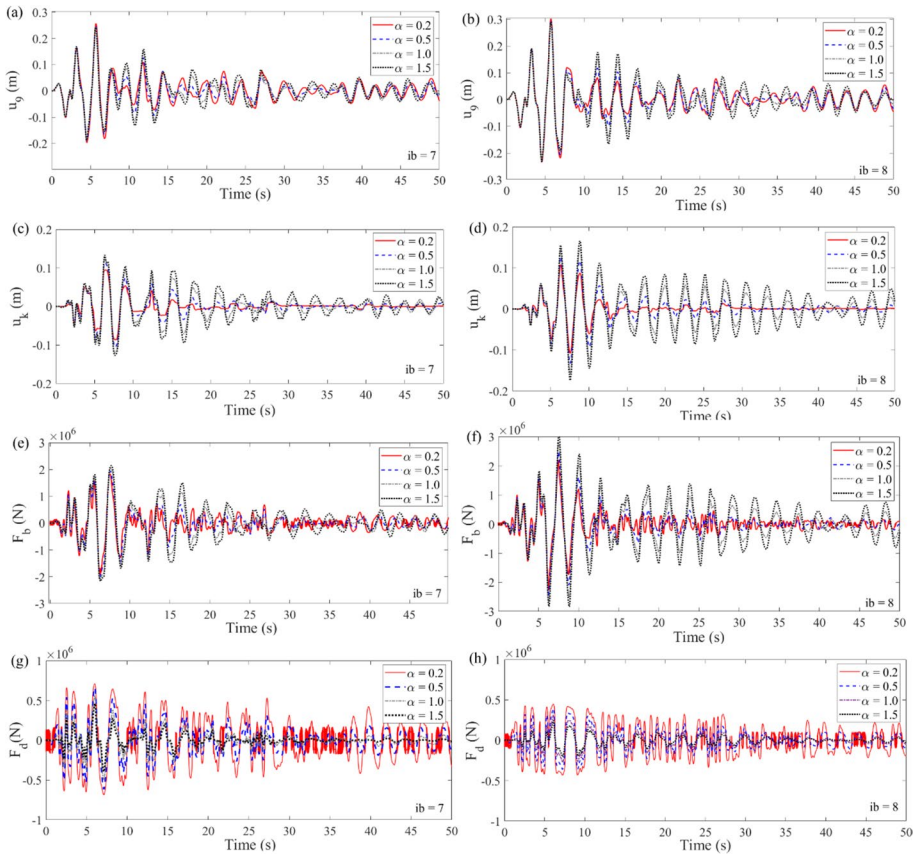 (a)
0.3
0.2
0.1
0
-0.1
-0.2
u₉ (m)
α = 0.2
α = 0.5
α = 1.0
α = 1.5
ib = 7
0 5 10 15 20 25 30 35 40 45 50
Time (s)
(b)
0.3
0.2
0.1
0
-0.1
-0.2
-0.3
u₉ (m)
α = 0.2
α = 0.5
α = 1.0
α = 1.5
ib = 8
0 5 10 15 20 25 30 35 40 45 50
Time (s)
(c)
0.2
0.1
0
-0.1
-0.2
uₖ (m)
α = 0.2
α = 0.5
α = 1.0
α = 1.5
ib = 7
0 5 10 15 20 25 30 35 40 45 50
Time (s)
(d)
0.2
0.1
0
-0.1
-0.2
uₖ (m)
α = 0.2
α = 0.5
α = 1.0
α = 1.5
ib = 8
0 5 10 15 20 25 30 35 40 45 50
Time (s)
(e)
×10⁶
3
2
1
0
-1
-2
-3
(N)
α = 0.2
α = 0.5
α = 1.0
α = 1.5
ib = 7
0 5 10 15 20 25 30 35 40 45 50
Time (s)
(f)
×10⁶
3
2
1
0
-1
-2
-3
F_b (N)
α = 0.2
α = 0.5
α = 1.0
α = 1.5
ib = 8
0 5 10 15 20 25 30 35 40 45 50
Time (s)
(g)
×10⁶
1
0.5
0
-0.5
-1
F_d (N)
α = 0.2
α = 0.5
α = 1.0
α = 1.5
ib = 7
0 5 10 15 20 25 30 35 40 45 50
Time (s)
(h)
×10⁶
1
0.5
0
-0.5
-1
F_d (N)
α = 0.2
α = 0.5
α = 1.0
α = 1.5
ib = 8
0 5 10 15 20 25 30 35 40 45 50
Time (s)